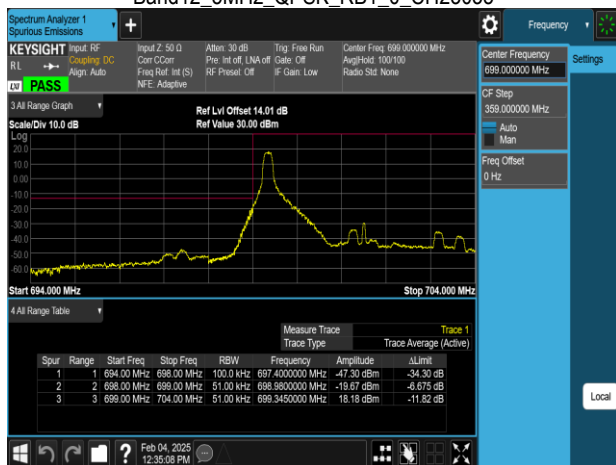 Spectrum Analyzer 1
Spurious Emissions
+
Frequency
KEYSIGHT
RL
Align: Auto
LXI PASS
Input: RF
Coupling: DC
Input Z: 50 Ω
Corr CCorr
Freq Ref: Int (S)
NFE: Adaptive
Atten: 30 dB
Pre: Int off, LNA off
RF Preset: Off
Trig: Free Run
Gate: Off
IF Gain: Low
Center Freq: 699.000000 MHz
Avg|Hold: 100/100
Radio Std: None
Center Frequency
699.000000 MHz
Settings
CF Step
359.000000 MHz
Auto
Man
Freq Offset
0 Hz
3 All Range Graph
Scale/Div 10.0 dB
Ref Lvl Offset 14.01 dB
Ref Value 30.00 dBm
Log
20.0
10.0
0.00
-10.0
-20.0
-30.0
-40.0
-50.0
-60.0
Start 694.000 MHz
Stop 704.000 MHz
4 All Range Table
Measure Trace Trace 1
Trace Type Trace Average (Active)
Spur Range Start Freq Stop Freq RBW Frequency Amplitude ΔLimit
1 1 694.00 MHz 698.00 MHz 100.0 kHz 697.4000000 MHz -47.30 dBm -34.30 dB
2 2 698.00 MHz 699.00 MHz 51.00 kHz 698.9800000 MHz -19.67 dBm -6.675 dB
3 3 699.00 MHz 704.00 MHz 51.00 kHz 699.3450000 MHz 18.18 dBm -11.82 dB
Local
?
Feb 04, 2025
12:35:08 PM